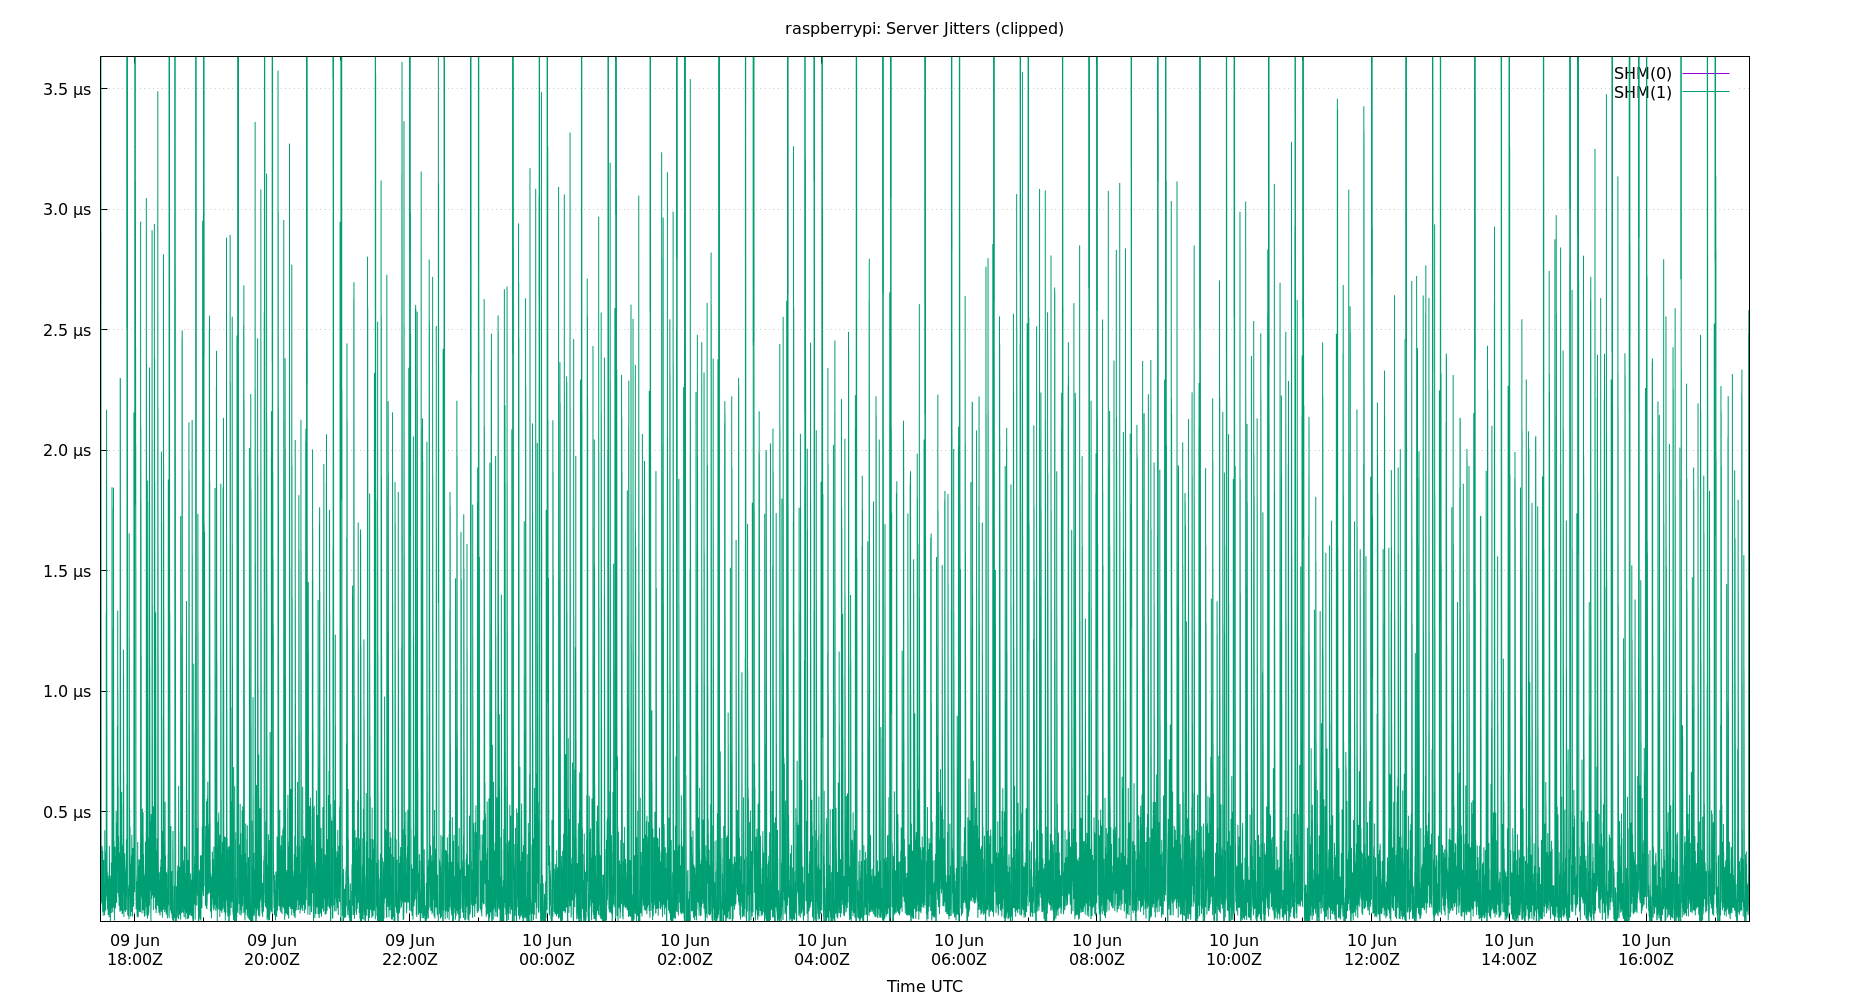 raspberrypi: Server Jitters (clipped)
SHM(0)
SHM(1)
3.5 µs
3.0 µs
2.5 µs
2.0 µs
1.5 µs
1.0 µs
0.5 µs
09 Jun 09 Jun 09 Jun 10 Jun 10 Jun 10 Jun 10 Jun 10 Jun 10 Jun 10 Jun 10 Jun 10 Jun
18:00Z 20:00Z 22:00Z 00:00Z 02:00Z 04:00Z 06:00Z 08:00Z 10:00Z 12:00Z 14:00Z 16:00Z
Time UTC